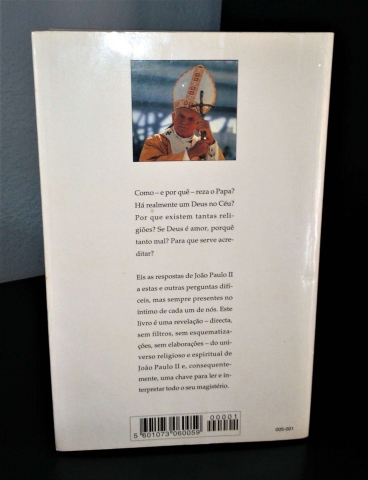 Como – e por quê – reza o Papa?
Há realmente um Deus no Céu?
Por que existem tantas reli-
giões? Se Deus é amor, porquê
tanto mal? Para que serve acre-
ditar?
Eis as respostas de João Paulo II
a estas e outras perguntas difí-
ceis, mas sempre presentes no
íntimo de cada um de nós. Este
livro é uma revelação – directa,
sem filtros, sem esquematiza-
ções, sem elaborações – do uni-
verso religioso e espiritual de
João Paulo II e, consequente-
mente, uma chave para ler e in-
terpretar todo o seu magistério.
00001
5 601073 060059
005-001